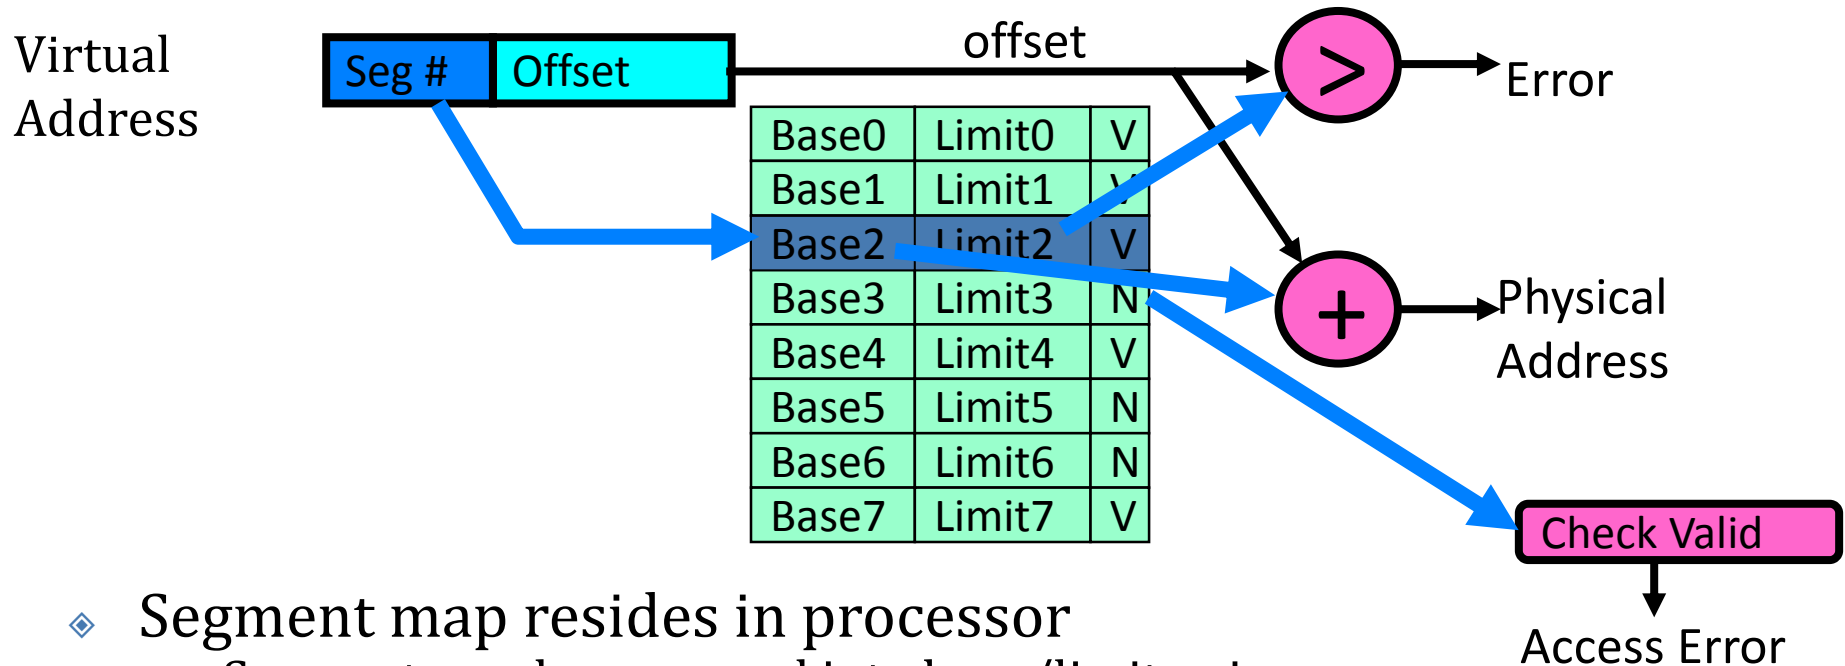 Virtual
Address
Seg # Offset
offset
>
Error
Base0 Limit0 V
Base1 Limit1 V
Base2 Limit2 V
Base3 Limit3 N
Base4 Limit4 V
Base5 Limit5 N
Base6 Limit6 N
Base7 Limit7 V
+
Physical
Address
Check Valid
Access Error
Segment map resides in processor